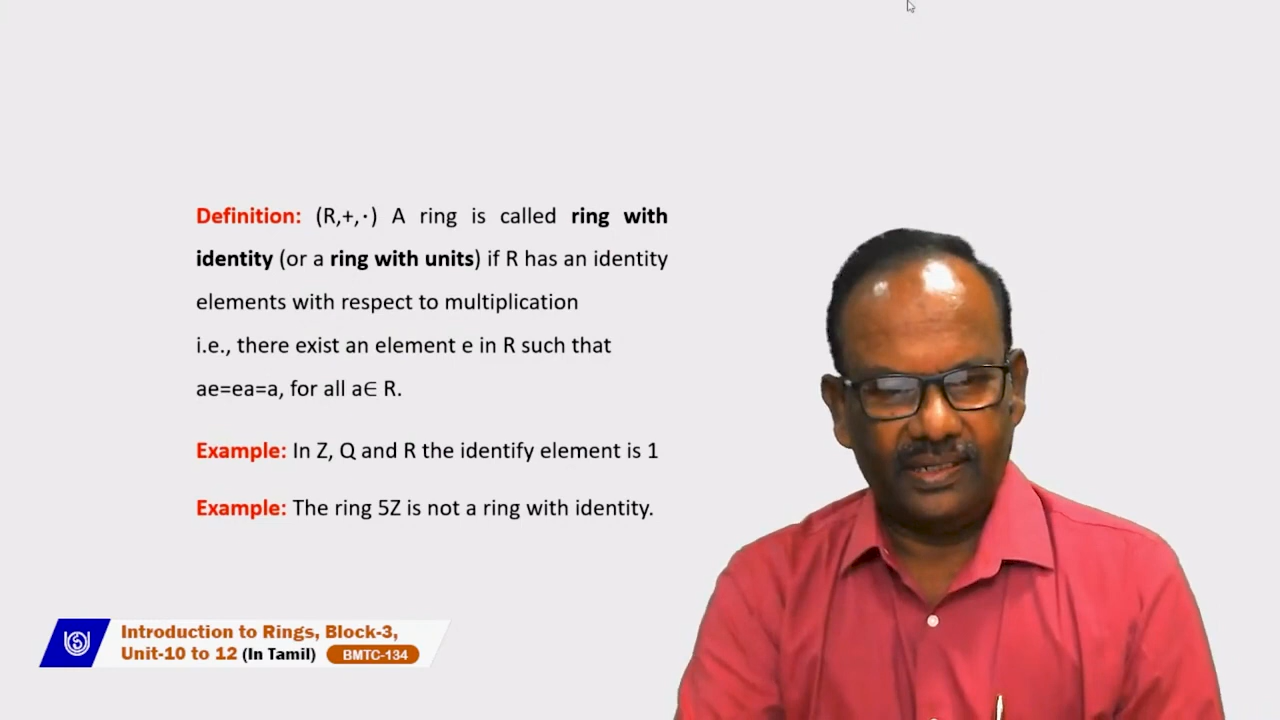 Definition: (R,+,·) A ring is called ring with
identity (or a ring with units) if R has an identity
elements with respect to multiplication
i.e., there exist an element e in R such that
ae=ea=a, for all a∈ R.
Example: In Z, Q and R the identify element is 1
Example: The ring 5Z is not a ring with identity.
Introduction to Rings, Block-3,
Unit-10 to 12 (In Tamil) BMTC-134